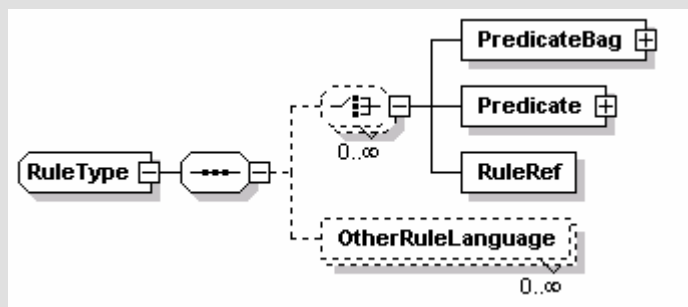 PredicateBag
Predicate
0..∞
RuleType
RuleRef
OtherRuleLanguage
0..∞